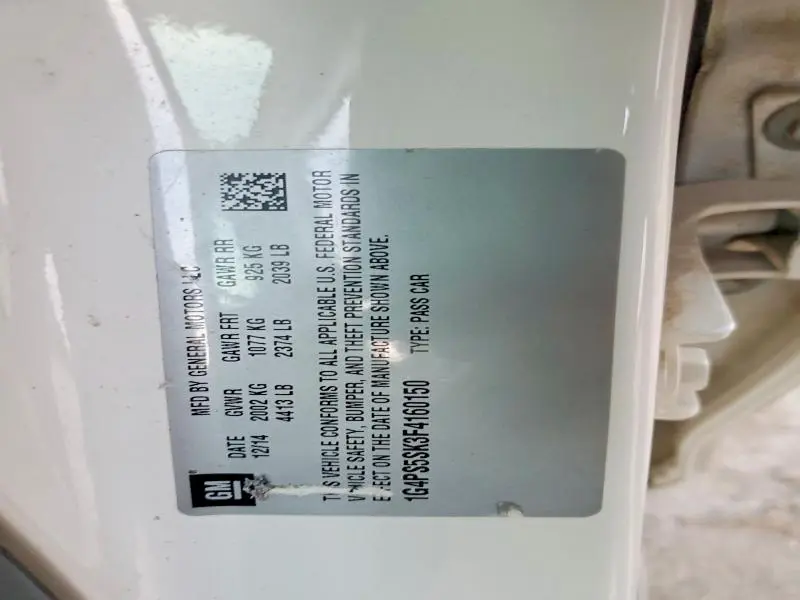 GM
MFD BY GENERAL MOTORS LLC
DATE GVWR GAWR FRT GAWR RR
12/14 2002 KG 1077 KG 925 KG
4413 LB 2374 LB 2039 LB
THIS VEHICLE CONFORMS TO ALL APPLICABLE U.S. FEDERAL MOTOR
VEHICLE SAFETY, BUMPER, AND THEFT PREVENTION STANDARDS IN
EFFECT ON THE DATE OF MANUFACTURE SHOWN ABOVE.
1G4PS5SK3F4160150 TYPE: PASS CAR